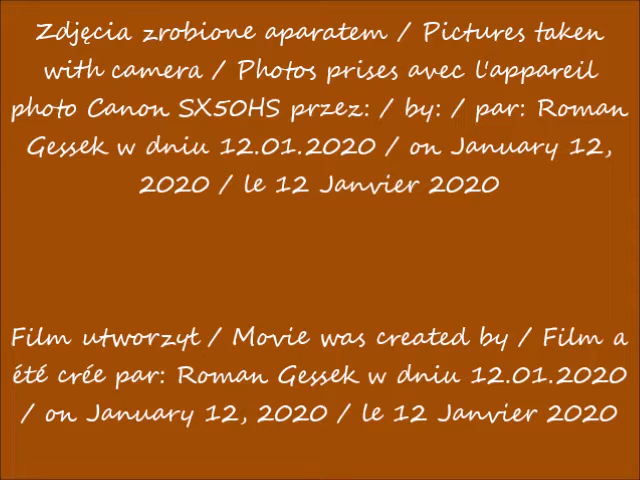 Zdjęcia zrobione aparatem / Pictures taken
with camera / Photos prises avec l'appareil
photo Canon SX50HS przez: / by: / par: Roman
Gessek w dniu 12.01.2020 / on January 12,
2020 / le 12 Janvier 2020
Film utworzył / Movie was created by / Film a
été crée par: Roman Gessek w dniu 12.01.2020
/ on January 12, 2020 / le 12 Janvier 2020